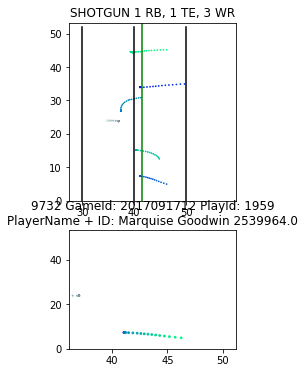 SHOTGUN 1 RB, 1 TE, 3 WR
50
40
30
20
10
0
30 40 50
9732 GameId: 2017091712 PlayId: 1959
PlayerName + ID: Marquise Goodwin 2539964.0
40
20
0
40 45 50